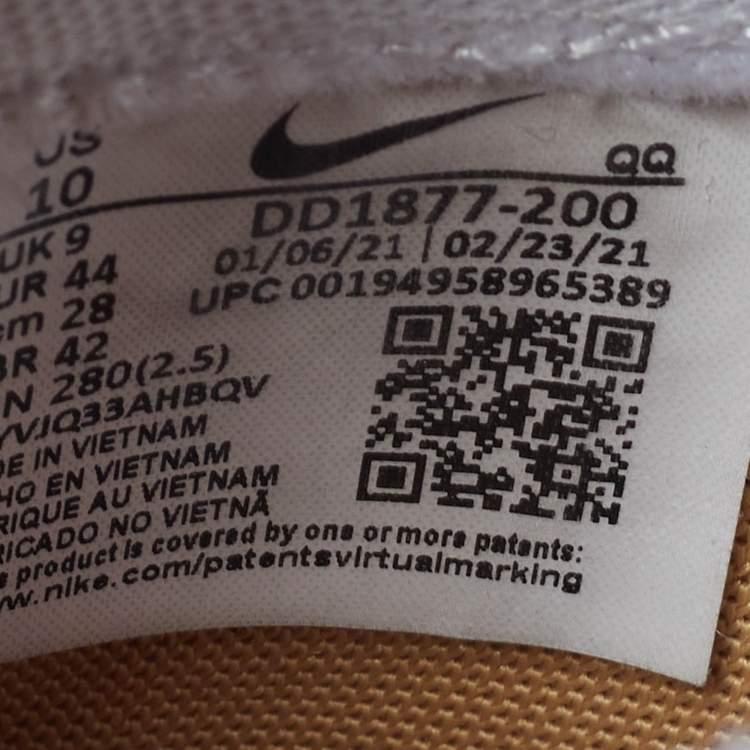 US
QQ
10
DD1877-200
UK 9
01/06/21 | 02/23/21
UR 44
UPC 00194958965389
cm 28
BR 42
N 280(2.5)
YVJQ33AHBQV
DE IN VIETNAM
HO EN VIETNAM
RIQUE AU VIETNAM
RICADO NO VIETNÃ
s product is covered by one or more patents:
ww.nike.com/patentsvirtualmarking